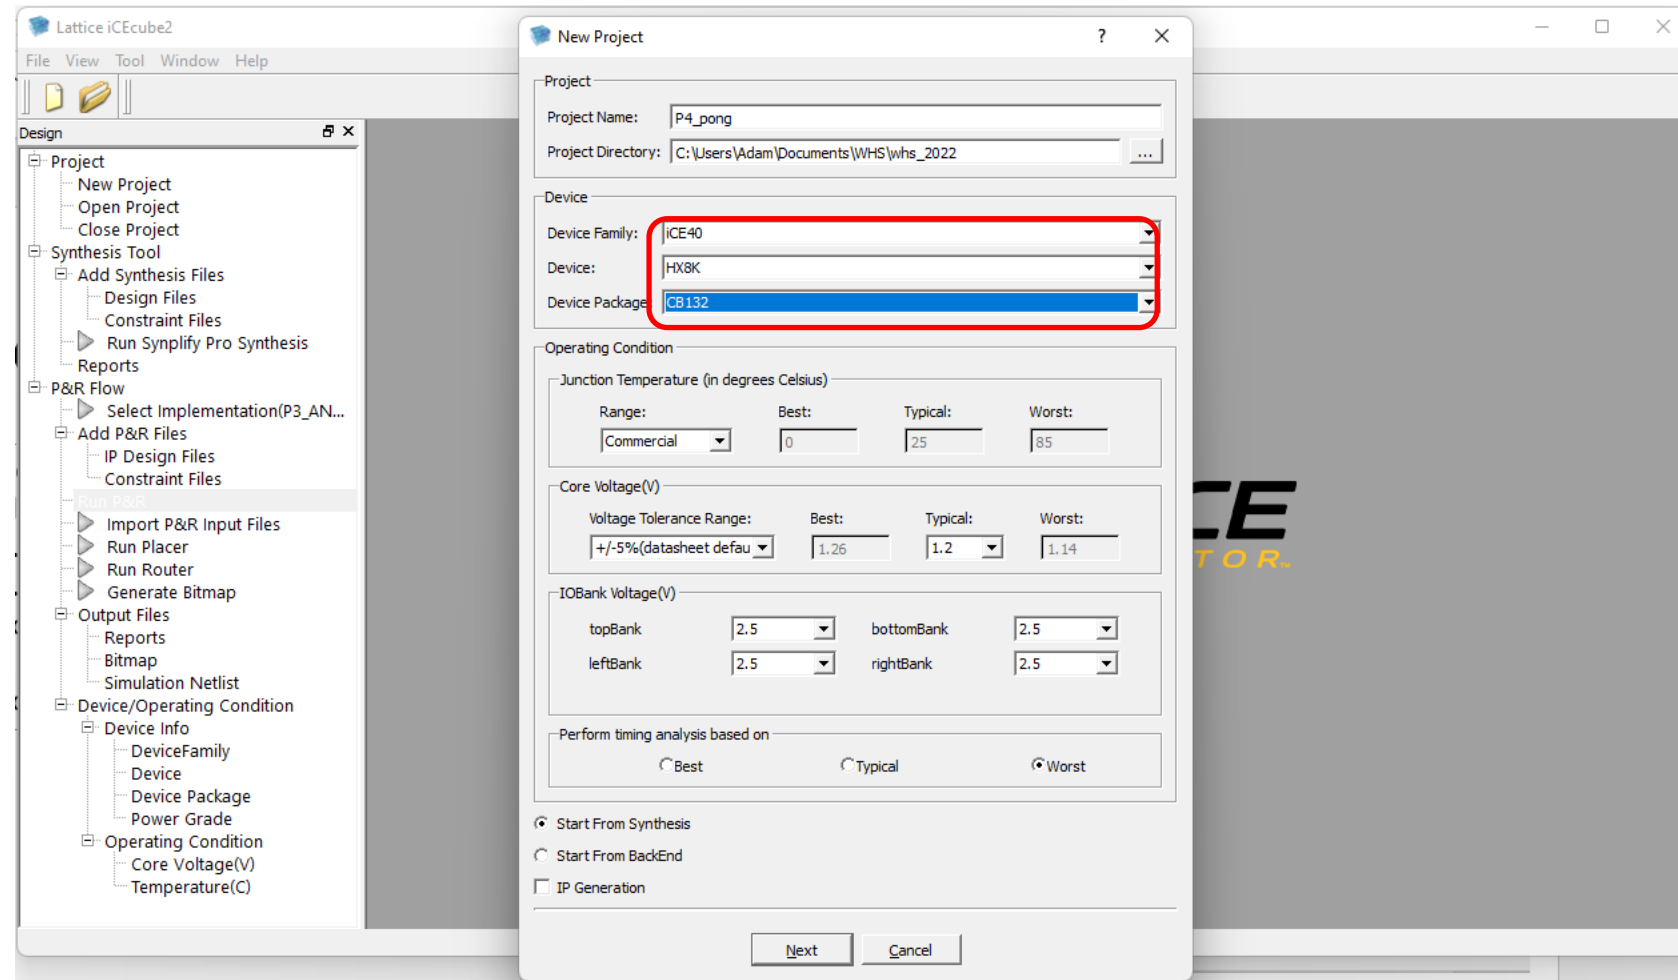 Lattice iCEcube2
File View Tool Window Help
Design
Project
New Project
Open Project
Close Project
Synthesis Tool
Add Synthesis Files
Design Files
Constraint Files
Run Synplify Pro Synthesis
Reports
P&R Flow
Select Implementation(P3_AN...
Add P&R Files
IP Design Files
Constraint Files
Run P&R
Import P&R Input Files
Run Placer
Run Router
Generate Bitmap
Output Files
Reports
Bitmap
Simulation Netlist
Device/Operating Condition
Device Info
DeviceFamily
Device
Device Package
Power Grade
Operating Condition
Core Voltage(V)
Temperature(C)
New Project ?
Project
Project Name: P4_pong
Project Directory: C:\Users\Adam\Documents\WHS\whs_2022 ...
Device
Device Family: iCE40
Device: HX8K
Device Package: CB132
Operating Condition
Junction Temperature (in degrees Celsius)
Range: Best: Typical: Worst:
Commercial 0 25 85
Core Voltage(V)
Voltage Tolerance Range: Best: Typical: Worst:
+/-5%(datasheet defau 1.26 1.2 1.14
IOBank Voltage(V)
topBank 2.5 bottomBank 2.5
leftBank 2.5 rightBank 2.5
Perform timing analysis based on
Best Typical Worst
Start From Synthesis
Start From BackEnd
IP Generation
Next Cancel
CE
TOR™